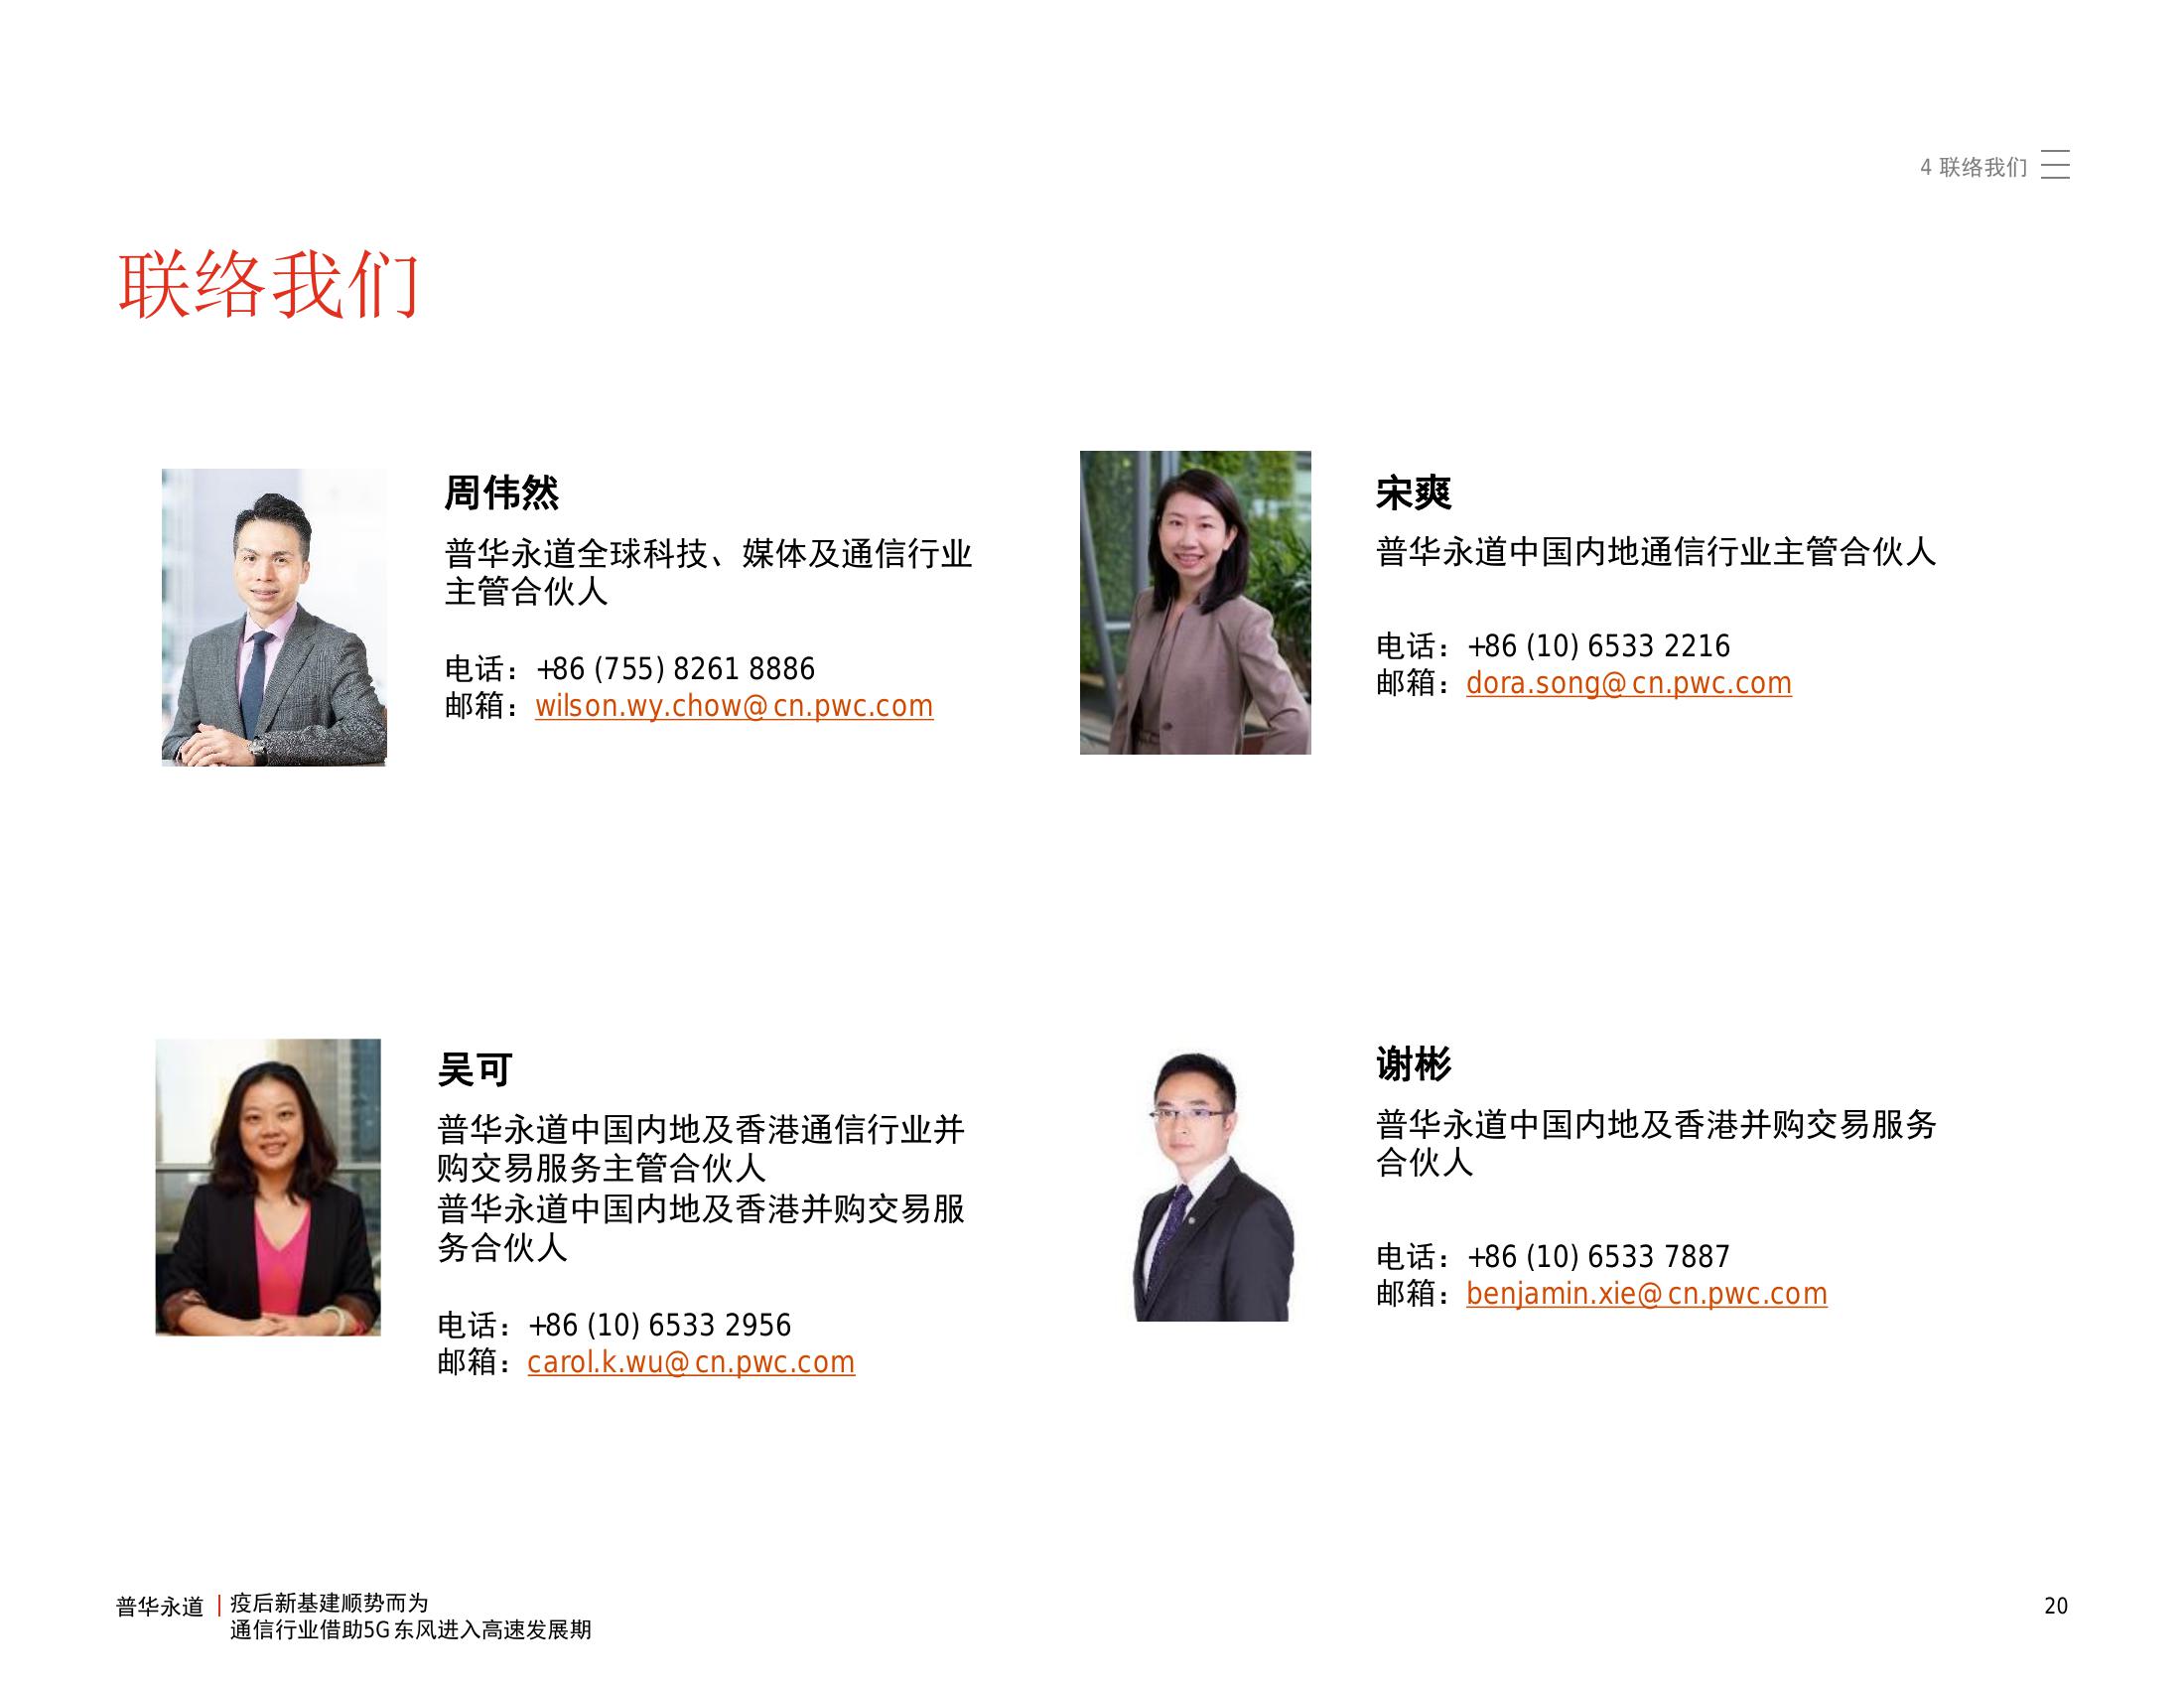 4 联络我们
联络我们
周伟然
普华永道全球科技、媒体及通信行业
主管合伙人
电话：+86 (755) 8261 8886
邮箱：wilson.wy.chow@cn.pwc.com
宋爽
普华永道中国内地通信行业主管合伙人
电话：+86 (10) 6533 2216
邮箱：dora.song@cn.pwc.com
吴可
普华永道中国内地及香港通信行业并
购交易服务主管合伙人
普华永道中国内地及香港并购交易服
务合伙人
电话：+86 (10) 6533 2956
邮箱：carol.k.wu@cn.pwc.com
谢彬
普华永道中国内地及香港并购交易服务
合伙人
电话：+86 (10) 6533 7887
邮箱：benjamin.xie@cn.pwc.com
普华永道
疫后新基建顺势而为
通信行业借助5G东风进入高速发展期
20